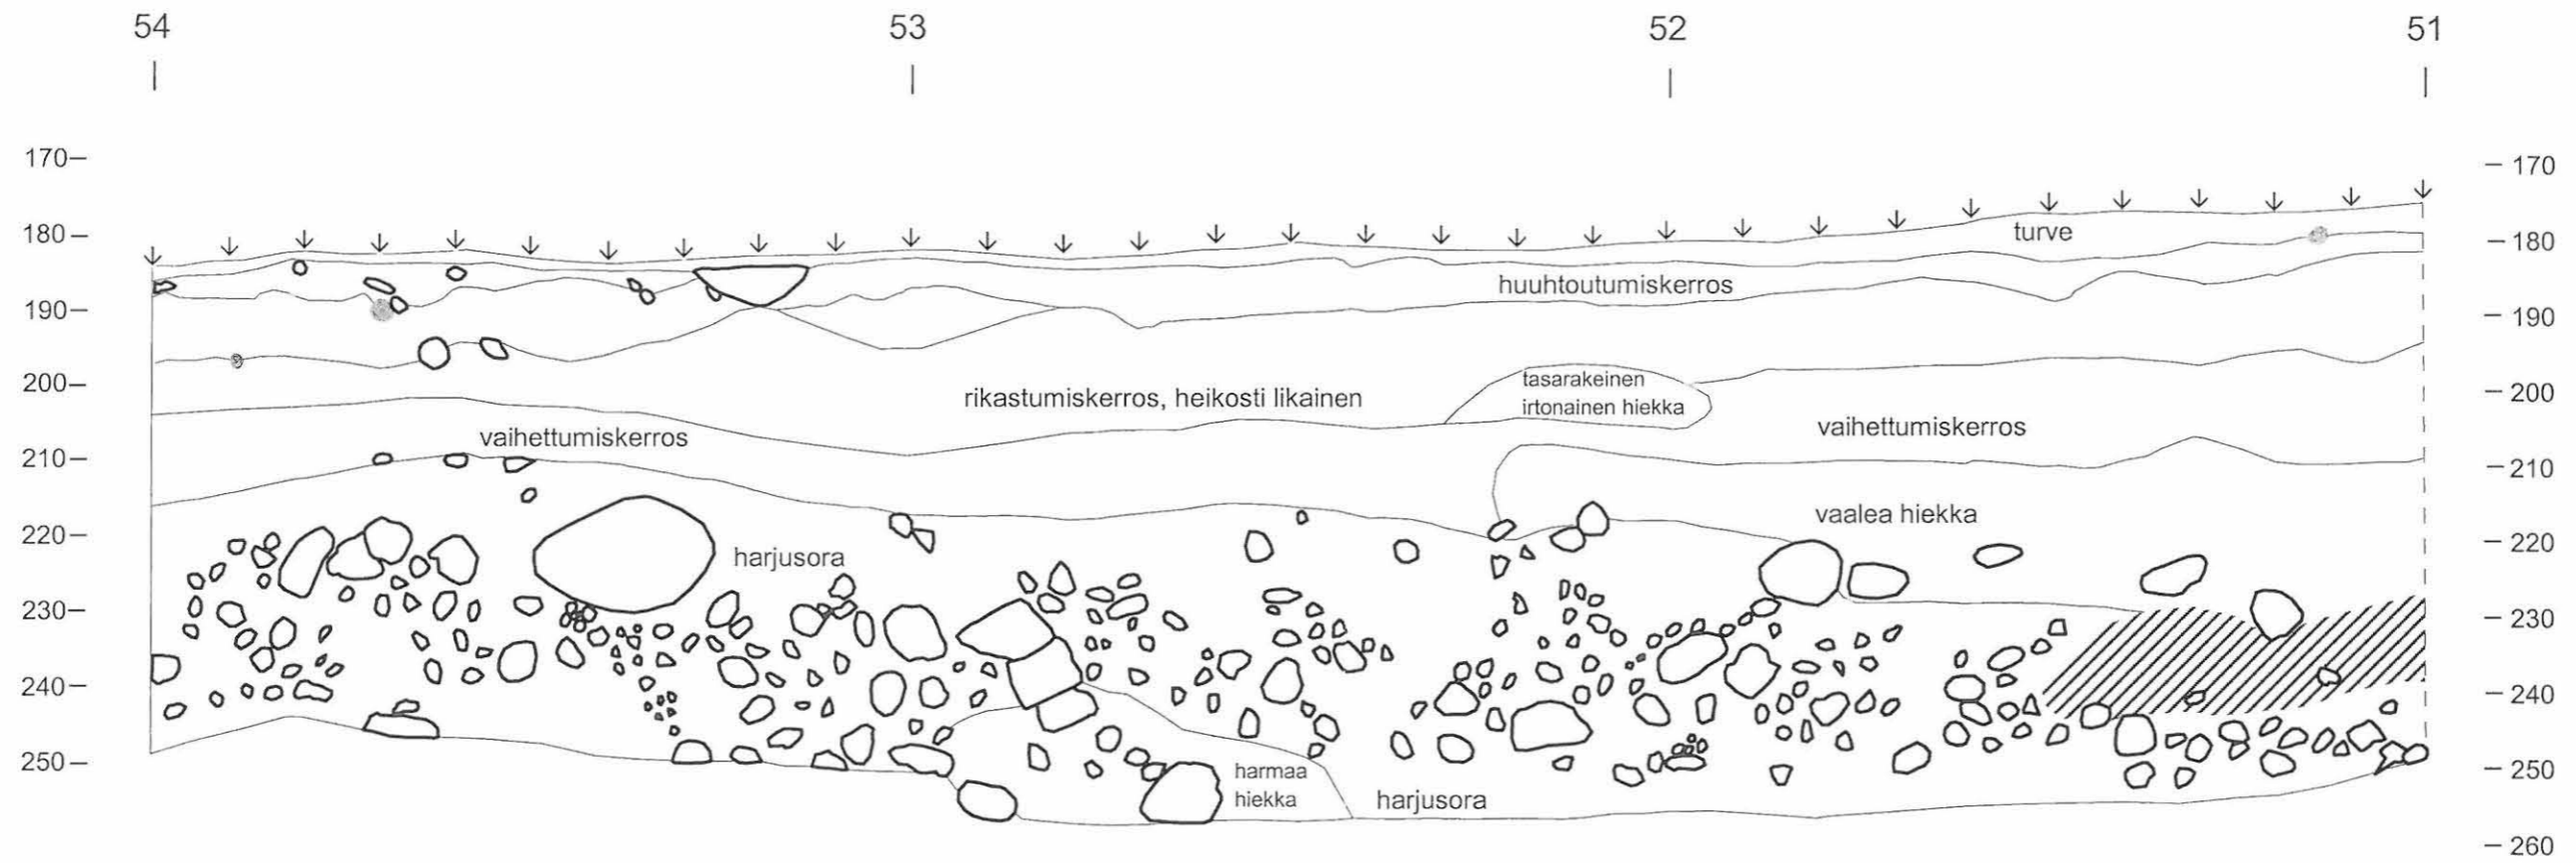 54 53 52 51
170– – 170
180– turve – 180
huuhtoutumiskerros
190– – 190
200– tasarakeinen – 200
rikastumiskerros, heikosti likainen irtonainen hiekka
vaihettumiskerros vaihettumiskerros
210– – 210
vaalea hiekka
220– – 220
harjusora
230– – 230
240– – 240
250– harmaa – 250
hiekka harjusora
– 260